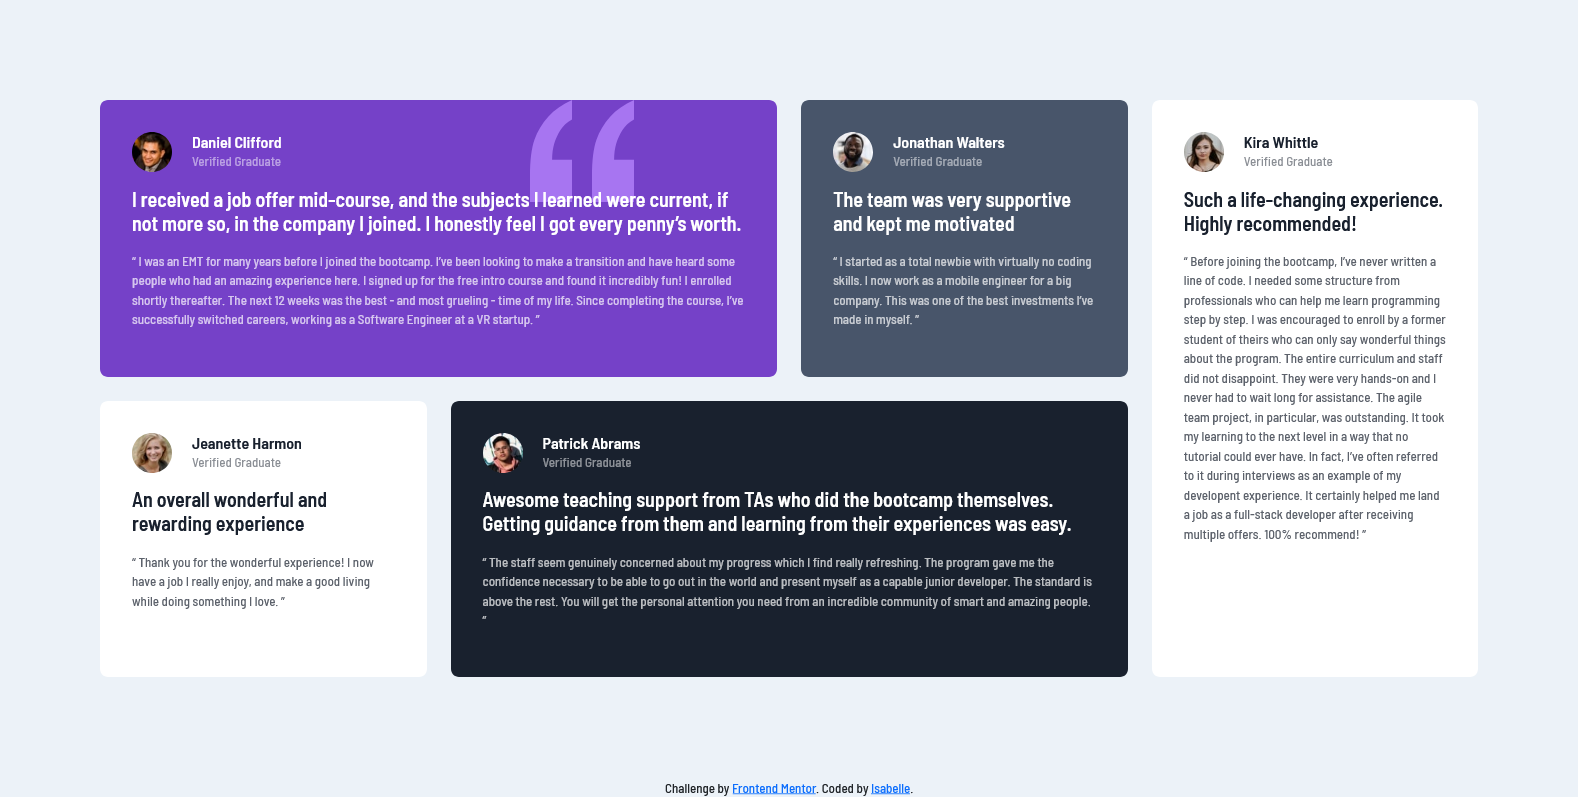 Daniel Clifford
Verified Graduate
I received a job offer mid-course, and the subjects I learned were current, if
not more so, in the company I joined. I honestly feel I got every penny’s worth.
“ I was an EMT for many years before I joined the bootcamp. I’ve been looking to make a transition and have heard some
people who had an amazing experience here. I signed up for the free intro course and found it incredibly fun! I enrolled
shortly thereafter. The next 12 weeks was the best - and most grueling - time of my life. Since completing the course, I’ve
successfully switched careers, working as a Software Engineer at a VR startup. ”
Jonathan Walters
Verified Graduate
The team was very supportive
and kept me motivated
“ I started as a total newbie with virtually no coding
skills. I now work as a mobile engineer for a big
company. This was one of the best investments I’ve
made in myself. ”
Kira Whittle
Verified Graduate
Such a life-changing experience.
Highly recommended!
“ Before joining the bootcamp, I’ve never written a
line of code. I needed some structure from
professionals who can help me learn programming
step by step. I was encouraged to enroll by a former
student of theirs who can only say wonderful things
about the program. The entire curriculum and staff
did not disappoint. They were very hands-on and I
never had to wait long for assistance. The agile
team project, in particular, was outstanding. It took
my learning to the next level in a way that no
tutorial could ever have. In fact, I’ve often referred
to it during interviews as an example of my
developent experience. It certainly helped me land
a job as a full-stack developer after receiving
multiple offers. 100% recommend! ”
Jeanette Harmon
Verified Graduate
An overall wonderful and
rewarding experience
“ Thank you for the wonderful experience! I now
have a job I really enjoy, and make a good living
while doing something I love. ”
Patrick Abrams
Verified Graduate
Awesome teaching support from TAs who did the bootcamp themselves.
Getting guidance from them and learning from their experiences was easy.
“ The staff seem genuinely concerned about my progress which I find really refreshing. The program gave me the
confidence necessary to be able to go out in the world and present myself as a capable junior developer. The standard is
above the rest. You will get the personal attention you need from an incredible community of smart and amazing people.
”
Challenge by Frontend Mentor. Coded by Isabelle.